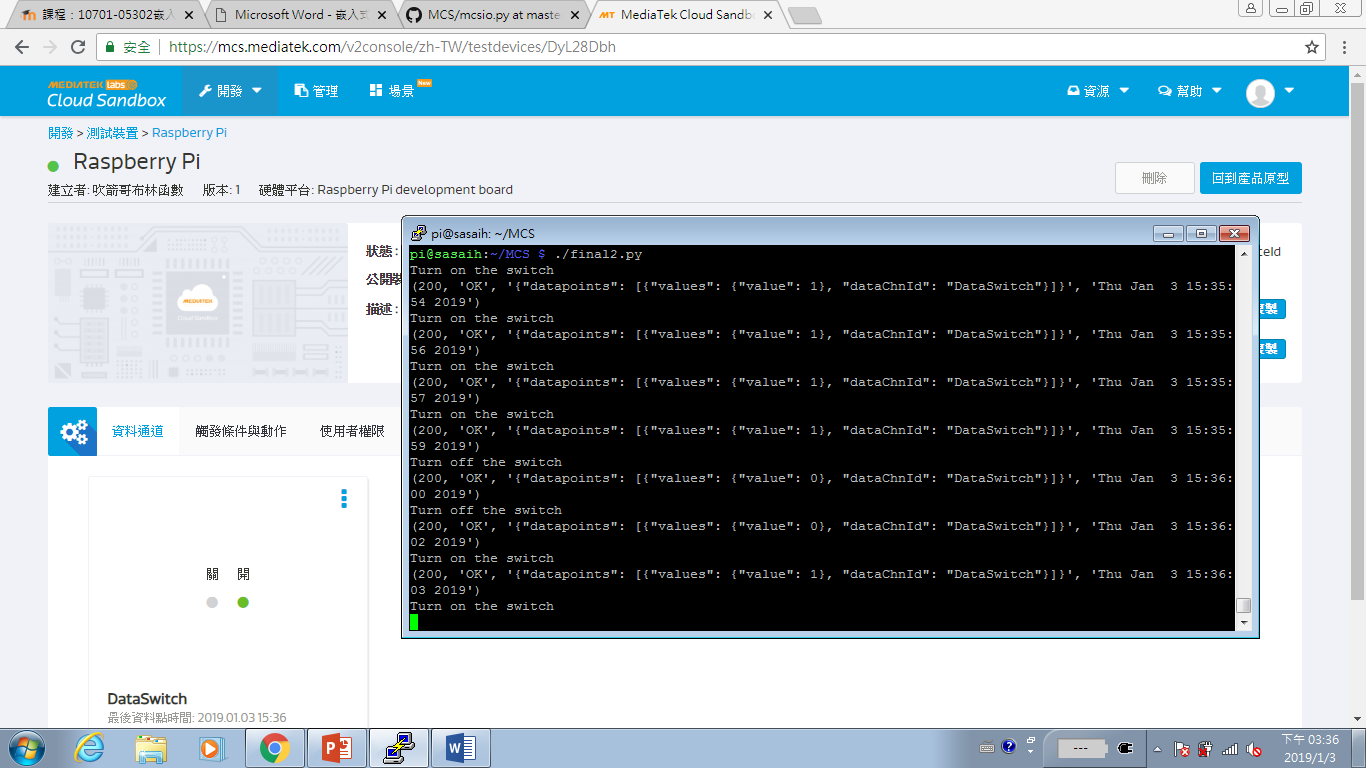 課程：10701-05302嵌入
Microsoft Word - 嵌入式
MCS/mcsio.py at maste
MediaTek Cloud Sandb
安全 https://mcs.mediatek.com/v2console/zh-TW/testdevices/DyL28Dbh
MEDIATEK labs
Cloud Sandbox
開發 管理 場景 New 資源 幫助
開發 > 測試裝置 > Raspberry Pi
Raspberry Pi
建立者: 吹箭哥布林函數 版本: 1 硬體平台: Raspberry Pi development board
刪除 回到產品原型
MEDIATEK
Cloud Sandbox
狀態 :
公開裝
描述 :
ceId
複製
複製
資料通道 觸發條件與動作 使用者權限
關 開
DataSwitch
最後資料點時間: 2019.01.03 15:36
pi@sasaih: ~/MCS
pi@sasaih:~/MCS $ ./final2.py
Turn on the switch
(200, 'OK', '{"datapoints": [{"values": {"value": 1}, "dataChnId": "DataSwitch"}]}', 'Thu Jan  3 15:35:
54 2019')
Turn on the switch
(200, 'OK', '{"datapoints": [{"values": {"value": 1}, "dataChnId": "DataSwitch"}]}', 'Thu Jan  3 15:35:
56 2019')
Turn on the switch
(200, 'OK', '{"datapoints": [{"values": {"value": 1}, "dataChnId": "DataSwitch"}]}', 'Thu Jan  3 15:35:
57 2019')
Turn on the switch
(200, 'OK', '{"datapoints": [{"values": {"value": 1}, "dataChnId": "DataSwitch"}]}', 'Thu Jan  3 15:35:
59 2019')
Turn off the switch
(200, 'OK', '{"datapoints": [{"values": {"value": 0}, "dataChnId": "DataSwitch"}]}', 'Thu Jan  3 15:36:
00 2019')
Turn off the switch
(200, 'OK', '{"datapoints": [{"values": {"value": 0}, "dataChnId": "DataSwitch"}]}', 'Thu Jan  3 15:36:
02 2019')
Turn on the switch
(200, 'OK', '{"datapoints": [{"values": {"value": 1}, "dataChnId": "DataSwitch"}]}', 'Thu Jan  3 15:36:
03 2019')
Turn on the switch
---
下午 03:36
2019/1/3